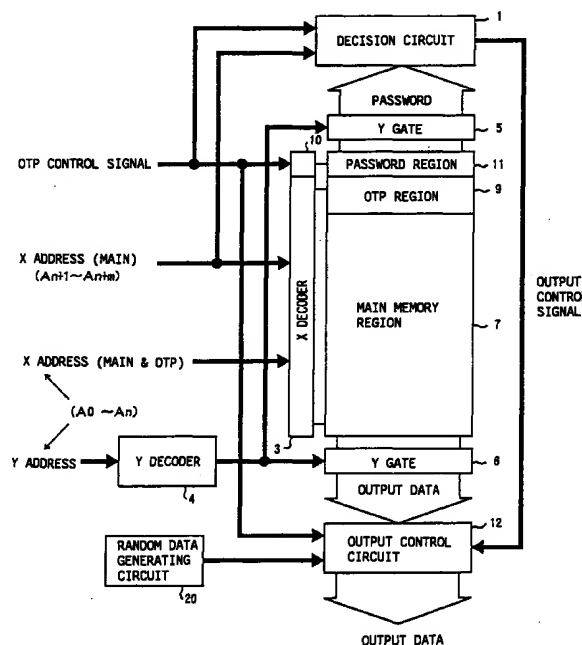 1
DECISION CIRCUIT
PASSWORD
10
Y GATE
5
OTP CONTROL SIGNAL
PASSWORD REGION
11
OTP REGION
9
X ADDRESS (MAIN)
(An+1~An+m)
X DECODER
MAIN MEMORY
REGION
7
OUTPUT
CONTROL
SIGNAL
X ADDRESS (MAIN & OTP)
(A0 ~An)
3
Y ADDRESS
Y DECODER
4
Y GATE
6
OUTPUT DATA
12
RANDOM DATA
GENERATING
CIRCUIT
20
OUTPUT CONTROL
CIRCUIT
OUTPUT DATA